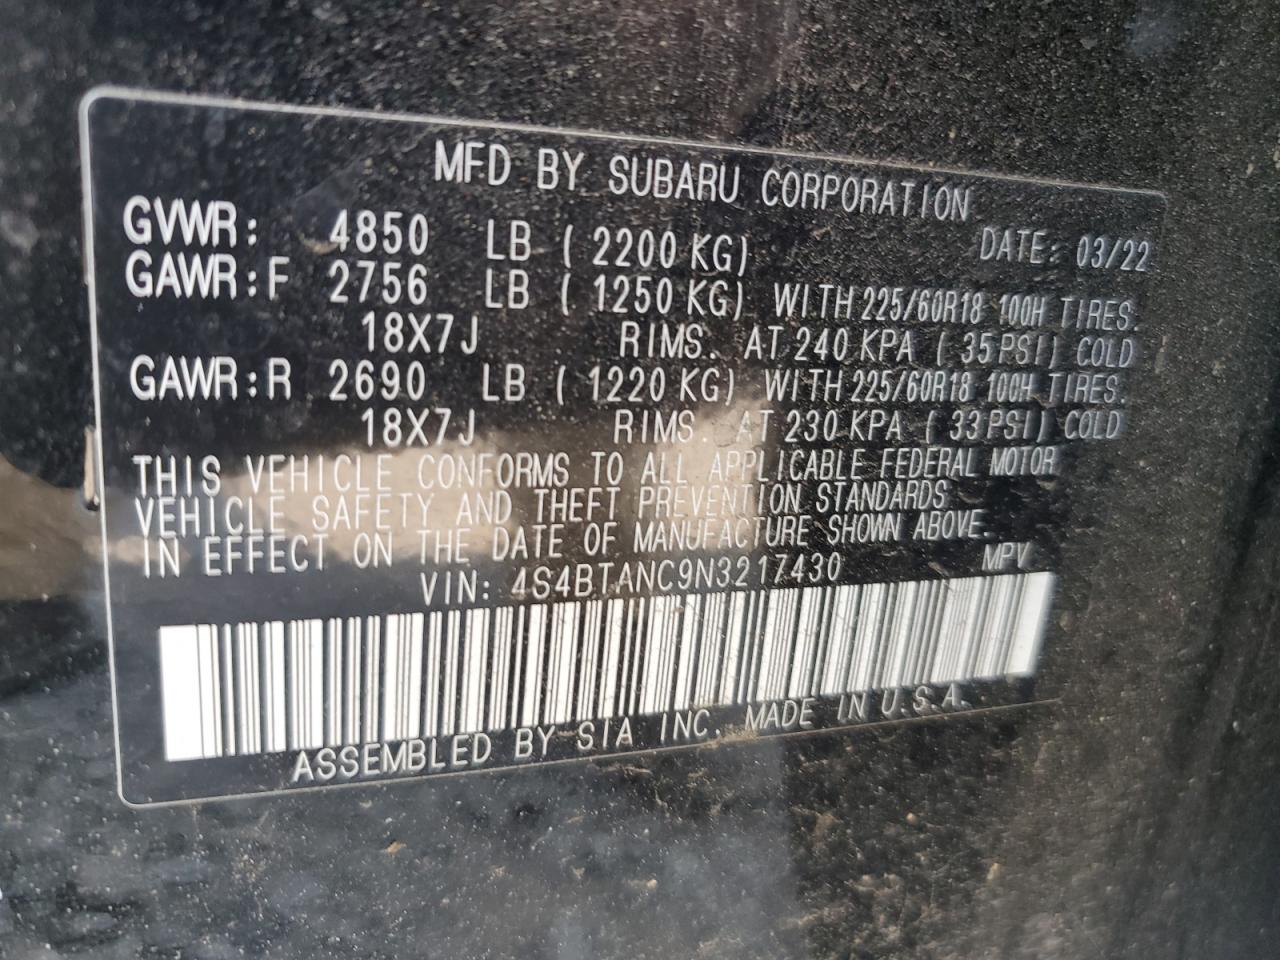 MFD BY SUBARU CORPORATION
GVWR: 4850 LB ( 2200 KG) DATE: 03/22
GAWR:F 2756 LB ( 1250 KG) WITH 225/60R18 100H TIRES.
18X7J RIMS. AT 240 KPA ( 35 PSI) COLD
GAWR:R 2690 LB ( 1220 KG) WITH 225/60R18 100H TIRES.
18X7J RIMS. AT 230 KPA ( 33 PSI) COLD
THIS VEHICLE CONFORMS TO ALL APPLICABLE FEDERAL MOTOR
VEHICLE SAFETY AND THEFT PREVENTION STANDARDS
IN EFFECT ON THE DATE OF MANUFACTURE SHOWN ABOVE.
VIN: 4S4BTANC9N3217430 MPV
ASSEMBLED BY SIA INC. MADE IN U.S.A.